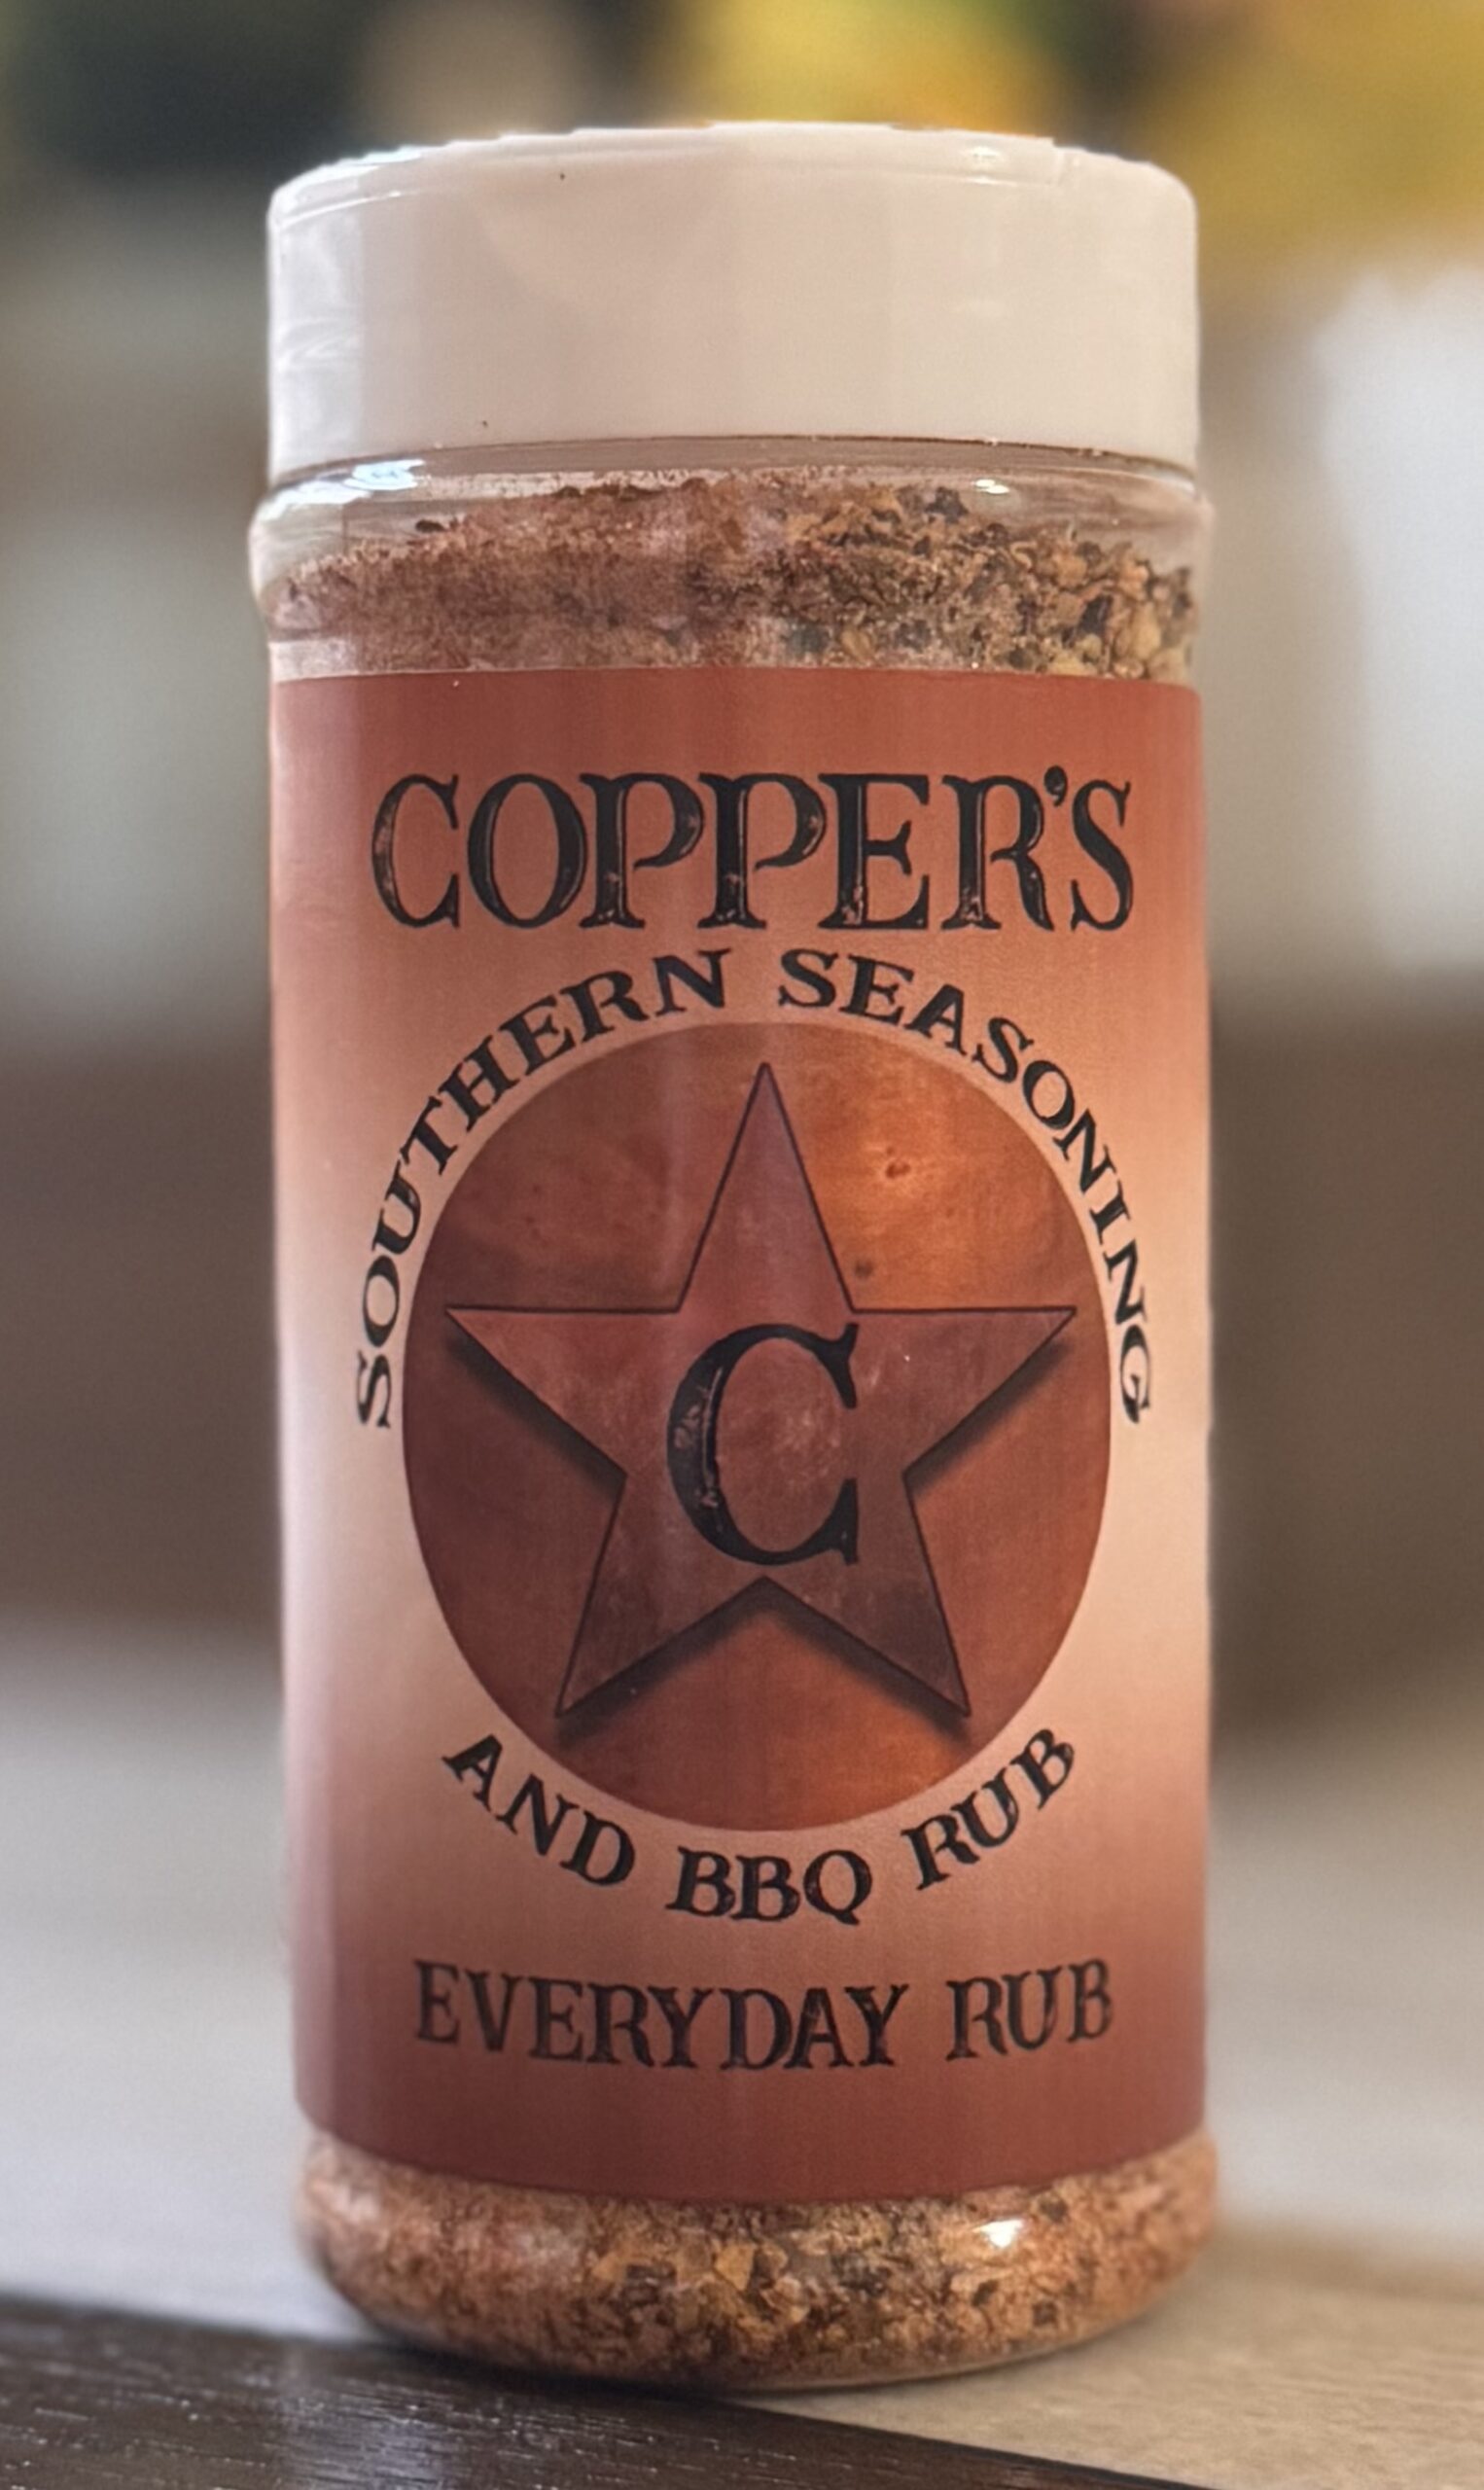 COPPER'S
SOUTHERN SEASONING
C
AND BBQ RUB
EVERYDAY RUB